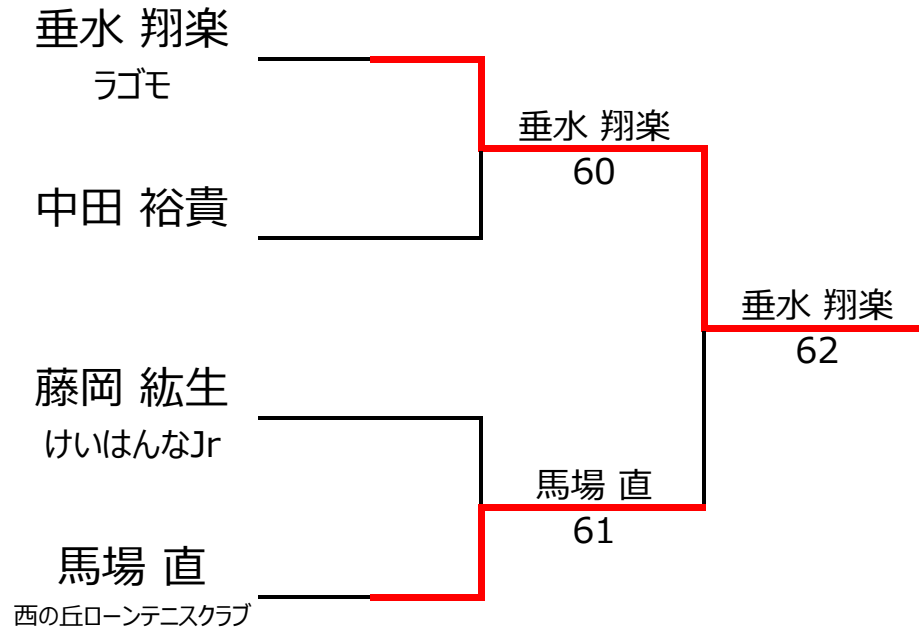 垂水 翔楽
ラゴモ
垂水 翔楽
60
中田 裕貴
垂水 翔楽
62
藤岡 紘生
けいはんなJr
馬場 直
61
馬場 直
西の丘ローンテニスクラブ